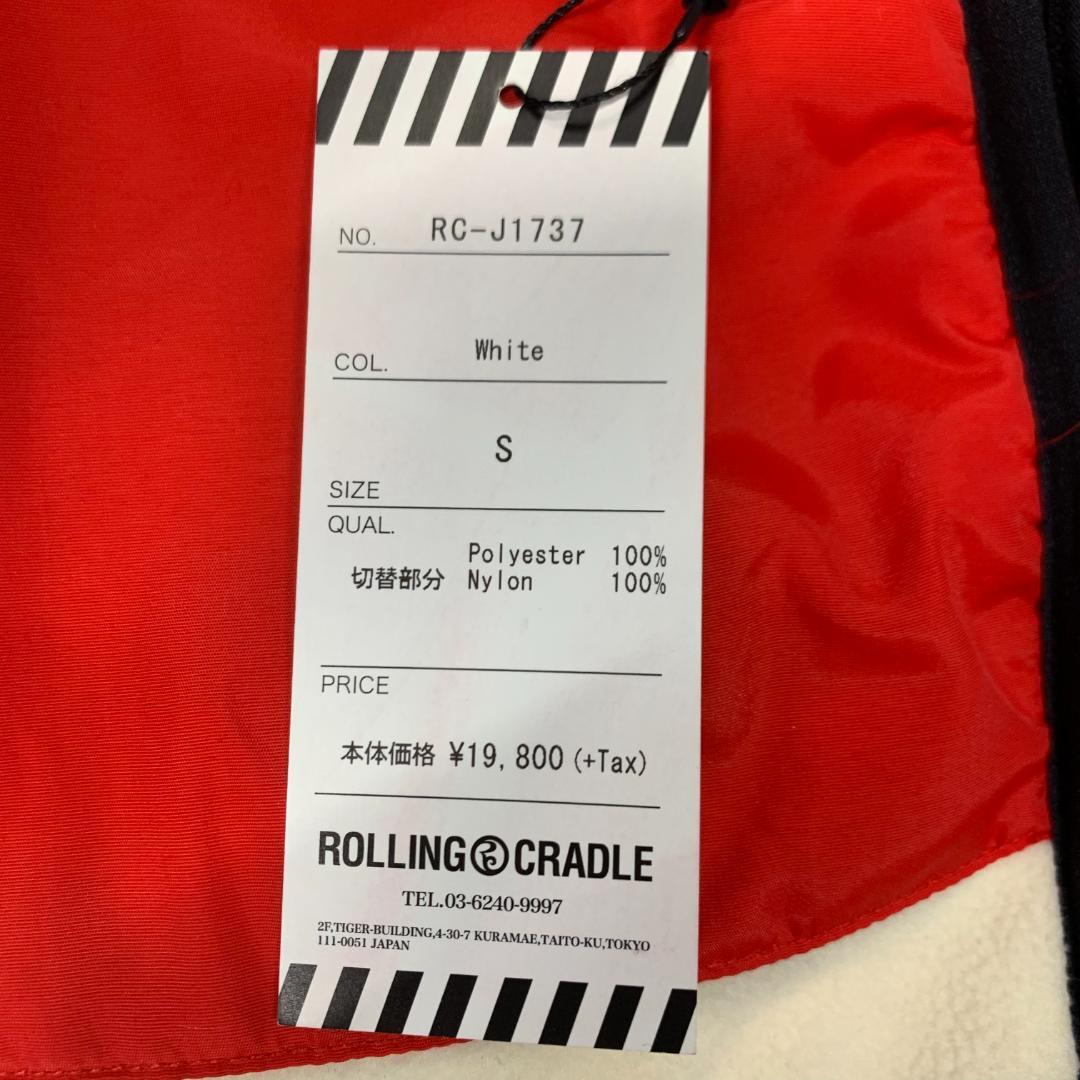 NO. RC-J1737
COL. White
S
SIZE
QUAL.
Polyester 100%
切替部分 Nylon 100%
PRICE
本体価格 ¥19,800 (+Tax)
ROLLING CRADLE
TEL.03-6240-9997
2F,TIGER-BUILDING,4-30-7 KURAMAE,TAITO-KU,TOKYO
111-0051 JAPAN